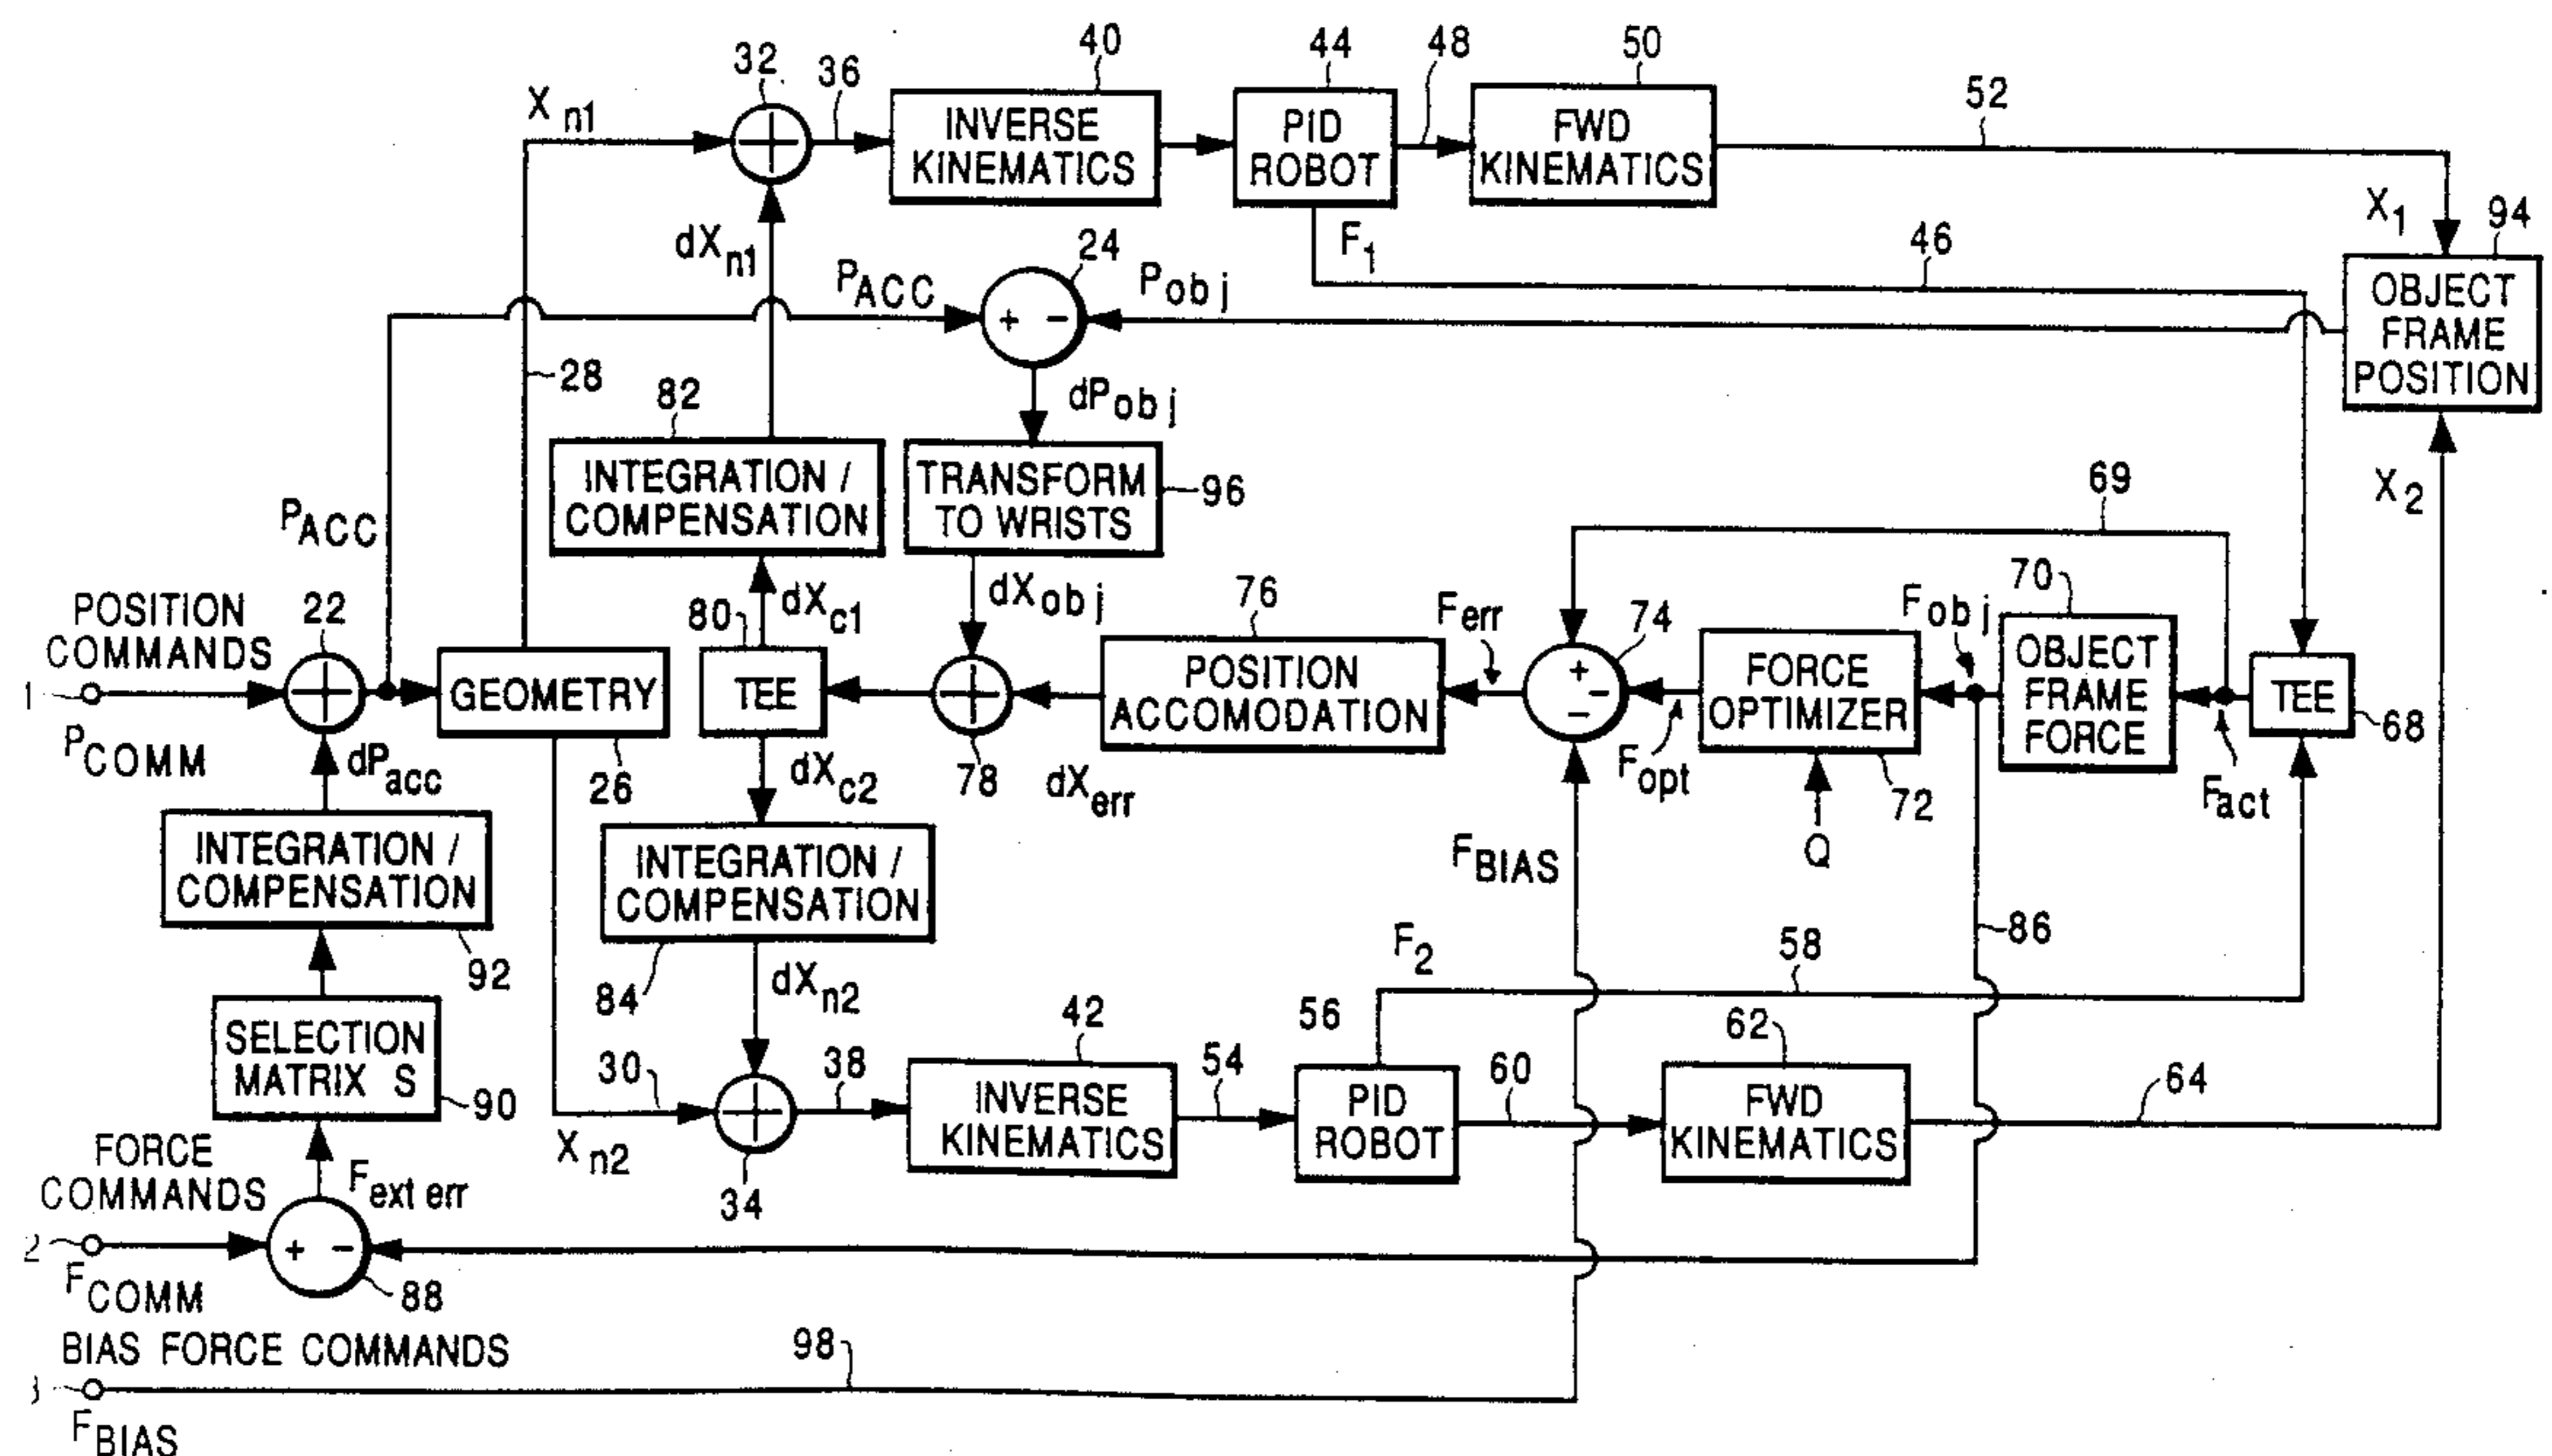 32
36
40
44
48
50
52
X n1
INVERSE
KINEMATICS
PID
ROBOT
FWD
KINEMATICS
X1
94
dXn1
PACC
24
Pobj
F1
46
OBJECT
FRAME
POSITION
+ −
28
82
dPobj
INTEGRATION /
COMPENSATION
TRANSFORM
TO WRISTS
96
69
X2
PACC
POSITION
COMMANDS
22
80
dXc1
dXobj
76
Ferr
74
Fobj
70
1
GEOMETRY
TEE
POSITION
ACCOMODATION
+
−
−
FORCE
OPTIMIZER
OBJECT
FRAME
FORCE
TEE
68
PCOMM
dPacc
26
dXc2
78
dXerr
Fopt
72
Fact
INTEGRATION /
COMPENSATION
92
INTEGRATION /
COMPENSATION
84
FBIAS
Q
86
SELECTION
MATRIX S
90
dXn2
F2
58
30
38
42
54
56
60
62
64
Xn2
34
INVERSE
KINEMATICS
PID
ROBOT
FWD
KINEMATICS
FORCE
COMMANDS
Fext err
2
+ −
FCOMM
88
BIAS FORCE COMMANDS
98
FBIAS